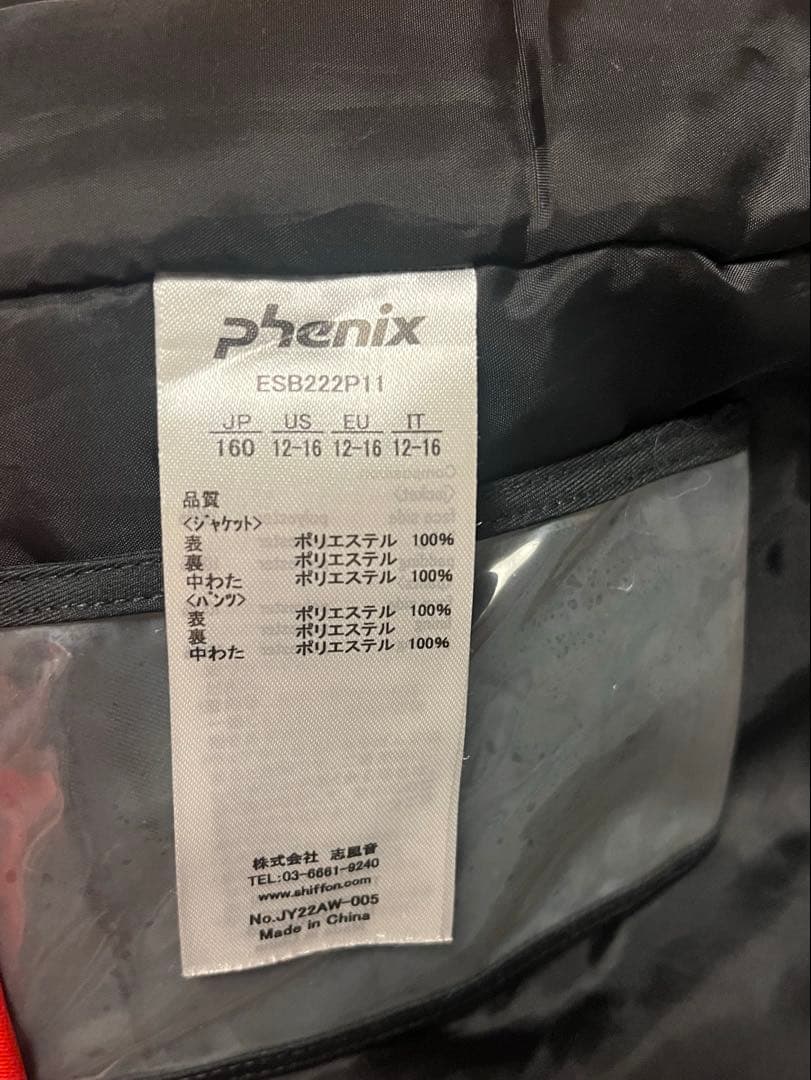 phenix
ESB222P11
JP US EU IT
160 12-16 12-16 12-16
品質
<ジャケット>
表 ポリエステル 100%
裏 ポリエステル
中わた ポリエステル 100%
<パンツ>
表 ポリエステル 100%
裏 ポリエステル
中わた ポリエステル 100%
株式会社 志風音
TEL:03-6661-9240
www.shiffon.com
No.JY22AW-005
Made in China